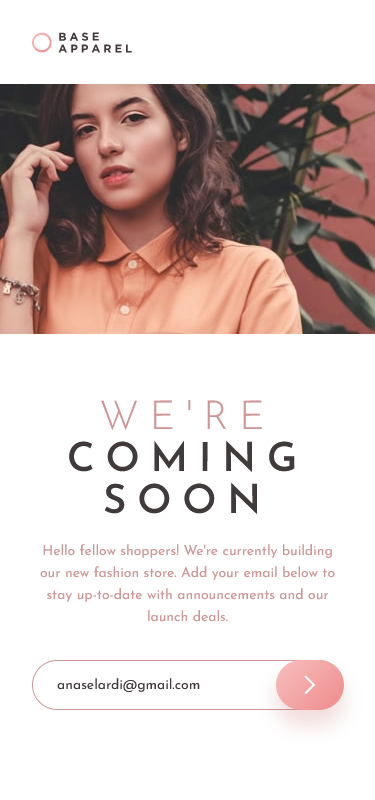 BASE
APPAREL
WE'RE
COMING
SOON
Hello fellow shoppers! We're currently building
our new fashion store. Add your email below to
stay up-to-date with announcements and our
launch deals.
anaselardi@gmail.com